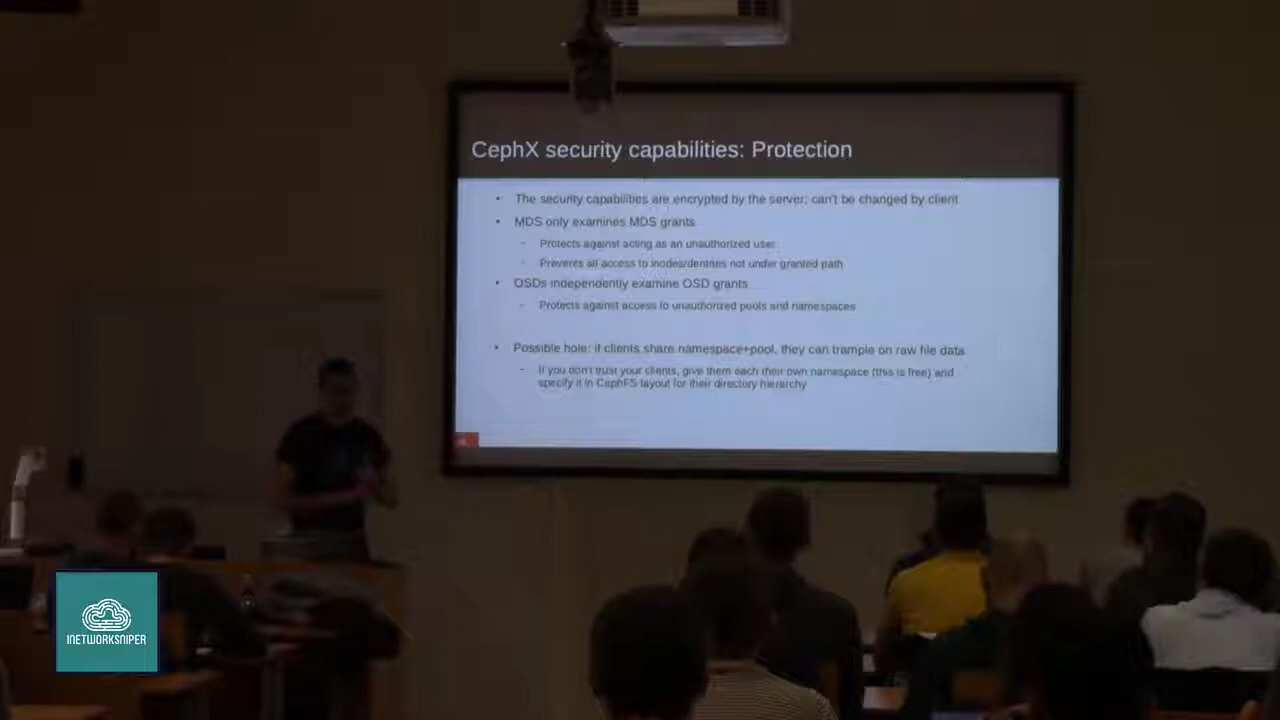 CephX security capabilities: Protection
• The security capabilities are encrypted by the server; can't be changed by client
• MDS only examines MDS grants
– Protects against acting as an unauthorized user
– Prevents all access to inodes/dentries not under granted path
• OSDs independently examine OSD grants
– Protects against access to unauthorized pools and namespaces
• Possible hole: if clients share namespace+pool, they can trample on raw file data
– If you don't trust your clients, give them each their own namespace (this is free) and
specify it in CephFS layout for their directory hierarchy
INETWORKSNIPER